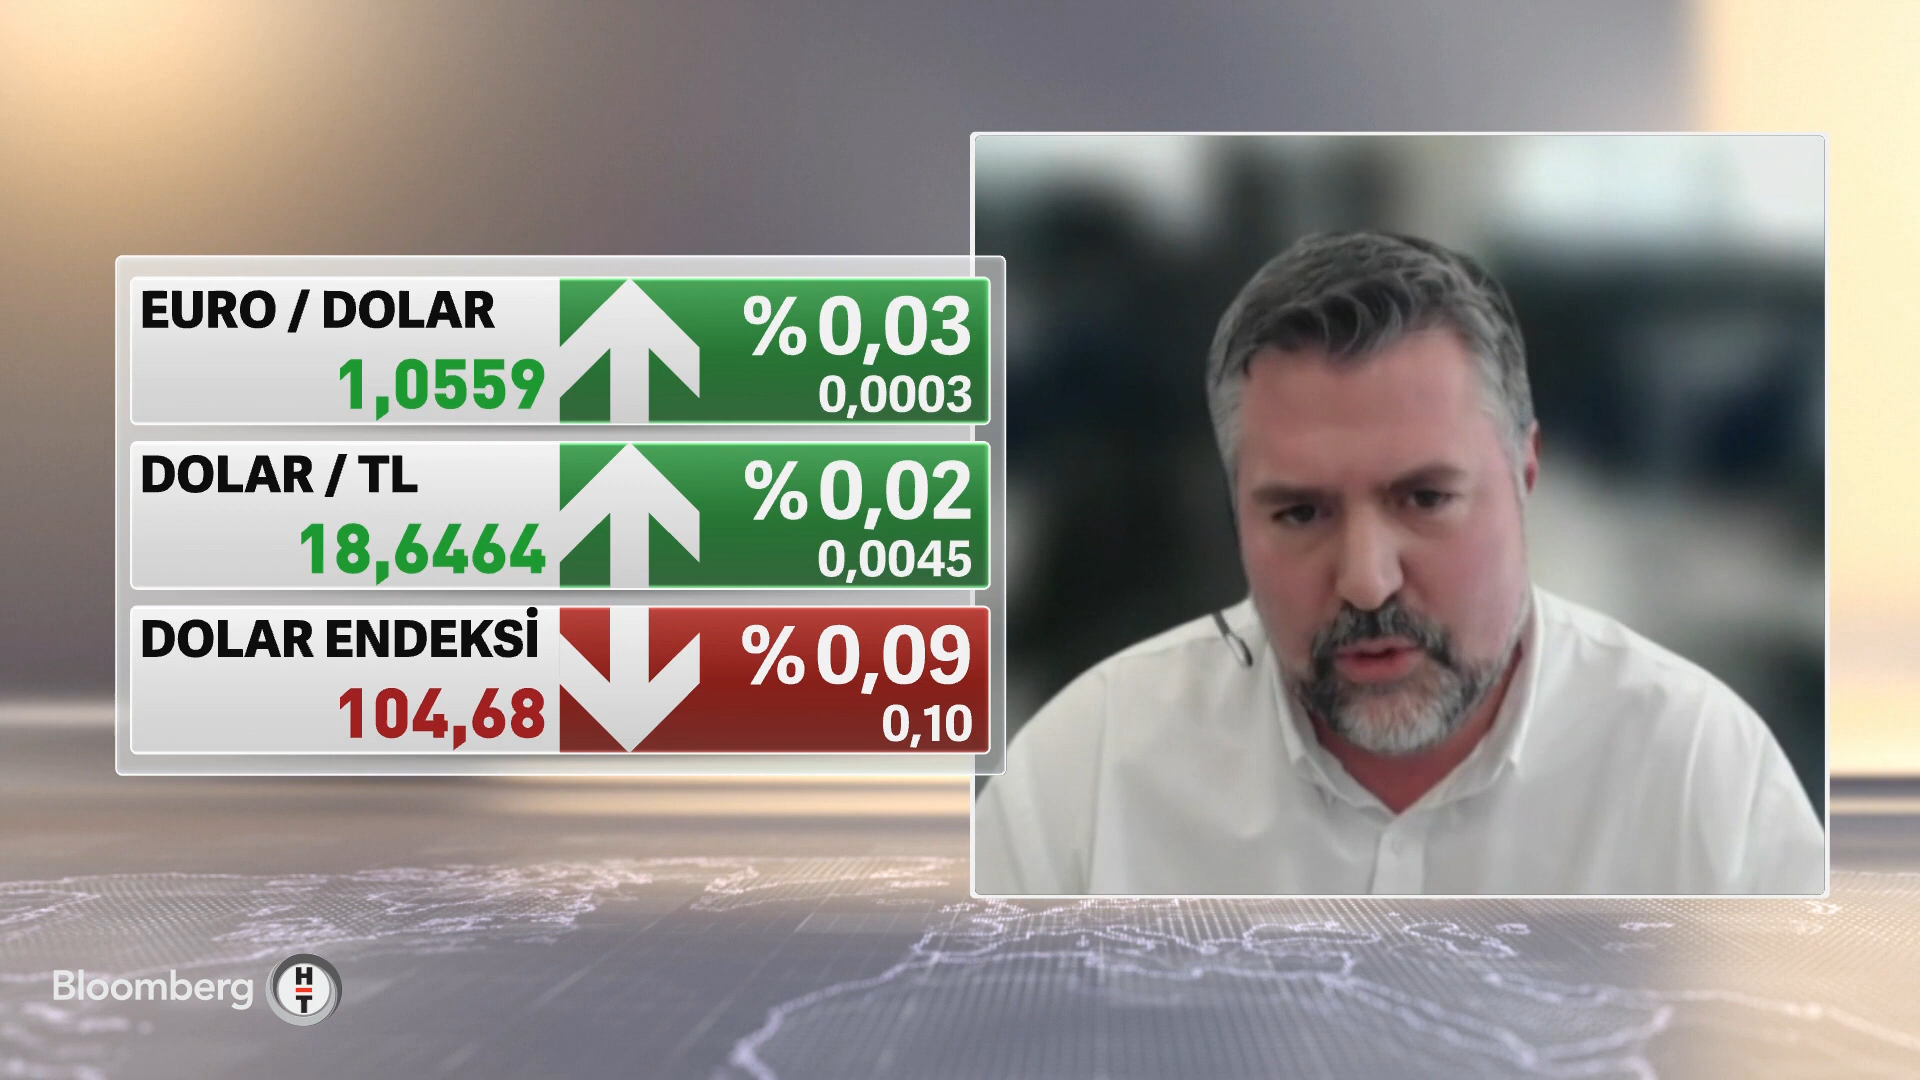 EURO / DOLAR
1,0559
%0,03
0,0003
DOLAR / TL
18,6464
%0,02
0,0045
DOLAR ENDEKSİ
104,68
%0,09
0,10
Bloomberg HT